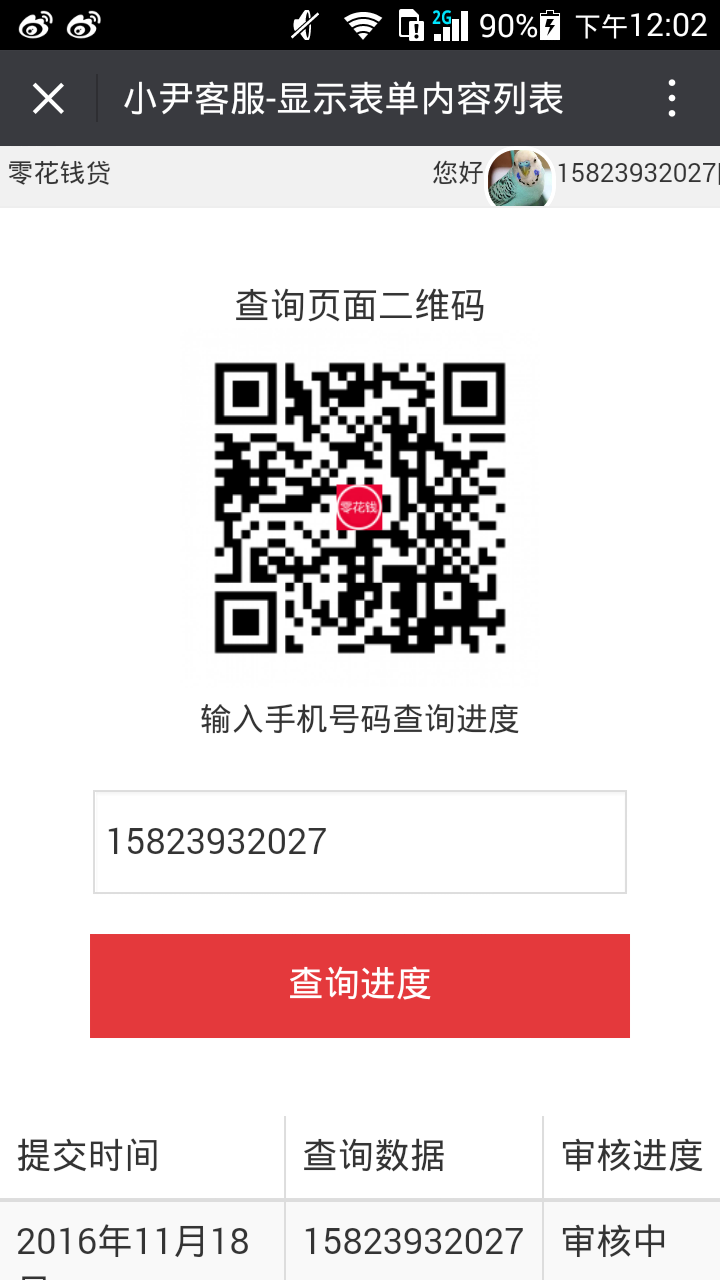 2G 90% 下午12:02
小尹客服-显示表单内容列表
零花钱贷 您好 15823932027
查询页面二维码
零花钱
输入手机号码查询进度
15823932027
查询进度
提交时间 查询数据 审核进度
2016年11月18 15823932027 审核中